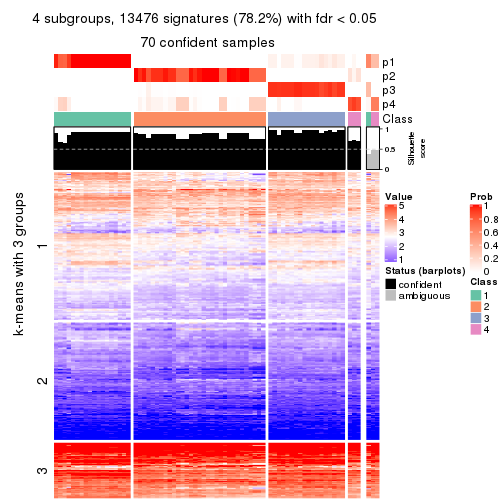 4 subgroups, 13476 signatures (78.2%) with fdr < 0.05
70 confident samples
p1
p2
p3
p4
Class
1
0.5
0
Silhouette
score
k-means with 3 groups
1
2
3
Value
5
4
3
2
1
Status (barplots)
confident
ambiguous
Prob
1
0.8
0.6
0.4
0.2
0
Class
1
2
3
4